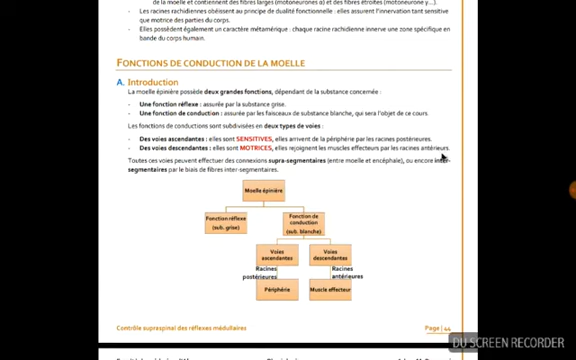 de la moelle et contiennent des fibres larges (motoneurones α) et des fibres étroites (motoneurone γ)...
- Les racines rachidiennes obéissent au principe de dualité fonctionnelle : elles assurent l'innervation tant sensitive
que motrice des parties du corps.
- Elles possèdent également un caractère métamérique : chaque racine rachidienne innerve une zone spécifique en
bande du corps humain.
FONCTIONS DE CONDUCTION DE LA MOELLE
A. Introduction
La moelle épinière possède deux grandes fonctions, dépendant de la substance concernée :
- Une fonction réflexe : assurée par la substance grise.
- Une fonction de conduction : assurée par les faisceaux de substance blanche, qui sera l'objet de ce cours.
Les fonctions de conductions sont subdivisées en deux types de voies :
- Des voies ascendantes : elles sont SENSITIVES, elles arrivent de la périphérie par les racines postérieures.
- Des voies descendantes : elles sont MOTRICES, elles rejoignent les muscles effecteurs par les racines antérieurs.
Toutes ces voies peuvent effectuer des connexions supra-segmentaires (entre moelle et encéphale), ou encore inter-
segmentaires par le biais de fibres inter-segmentaires.
Moelle épinière
Fonction réflexe
(sub. grise)
Fonction de
conduction
(sub. blanche)
Voies
ascendantes
Voies
descendantes
Racines
postérieures
Racines
antérieures
Périphérie
Muscle effecteur
Contrôle supraspinal des réflexes médullaires
Page | 44
DU SCREEN RECORDER